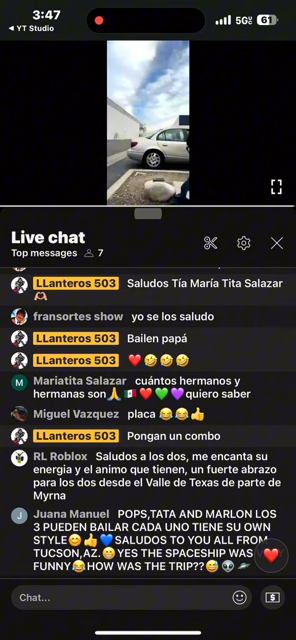 3:47
5G
61
◀ YT Studio
Live chat
Top messages 7
LLanteros 503 Saludos Tía María Tita Salazar
🫶🏽
fransortes show yo se los saludo
LLanteros 503 Bailen papá
LLanteros 503 ❤️🤣🤣🤣
M Mariatita Salazar cuántos hermanos y
hermanas son🙏🇲🇽❤️💚💜quiero saber
Miguel Vazquez placa 😂😂👍
LLanteros 503 Pongan un combo
RL Roblox Saludos a los dos, me encanta su
energia y el animo que tienen, un fuerte abrazo
para los dos desde el Valle de Texas de parte de
Myrna
J Juana Manuel POPS,TATA AND MARLON LOS
3 PUEDEN BAILAR CADA UNO TIENE SU OWN
STYLE😊👍💙SALUDOS TO YOU ALL FROM
TUCSON,AZ.😁YES THE SPACESHIP WAS
FUNNY😂HOW WAS THE TRIP??😅👽🪐
Chat...